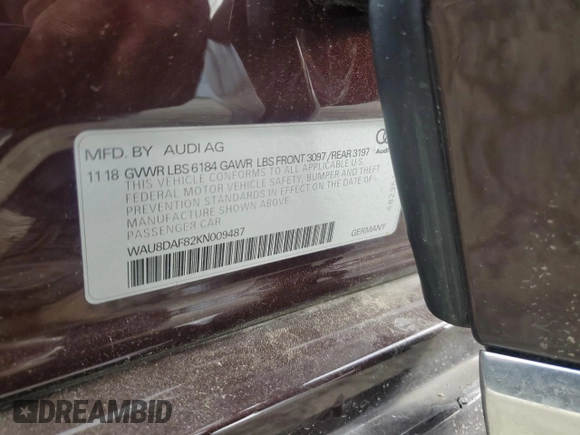 MFD. BY AUDI AG
11 18 GVWR LBS 6184 GAWR LBS FRONT 3097 / REAR 3197
THIS VEHICLE CONFORMS TO ALL APPLICABLE U.S.
FEDERAL MOTOR VEHICLE SAFETY, BUMPER AND THEFT
PREVENTION STANDARDS IN EFFECT ON THE DATE OF
MANUFACTURE SHOWN ABOVE.
PASSENGER CAR
WAU8DAF82KN009487
GERMANY
Audi
DREAMBID